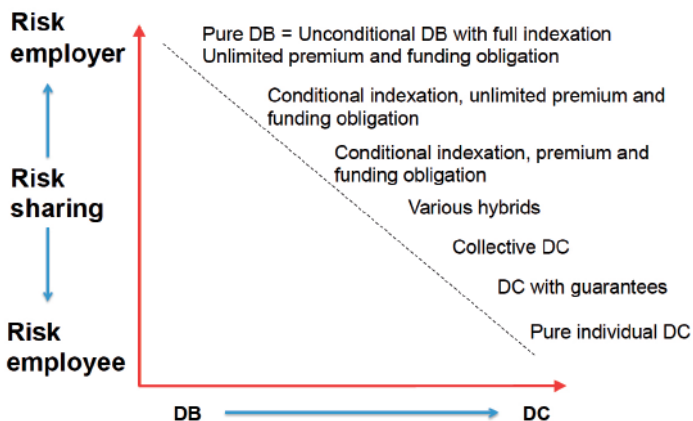 Risk
employer
Risk
sharing
Risk
employee
Pure DB = Unconditional DB with full indexation
Unlimited premium and funding obligation
Conditional indexation, unlimited premium and
funding obligation
Conditional indexation, premium and
funding obligation
Various hybrids
Collective DC
DC with guarantees
Pure individual DC
DB
DC